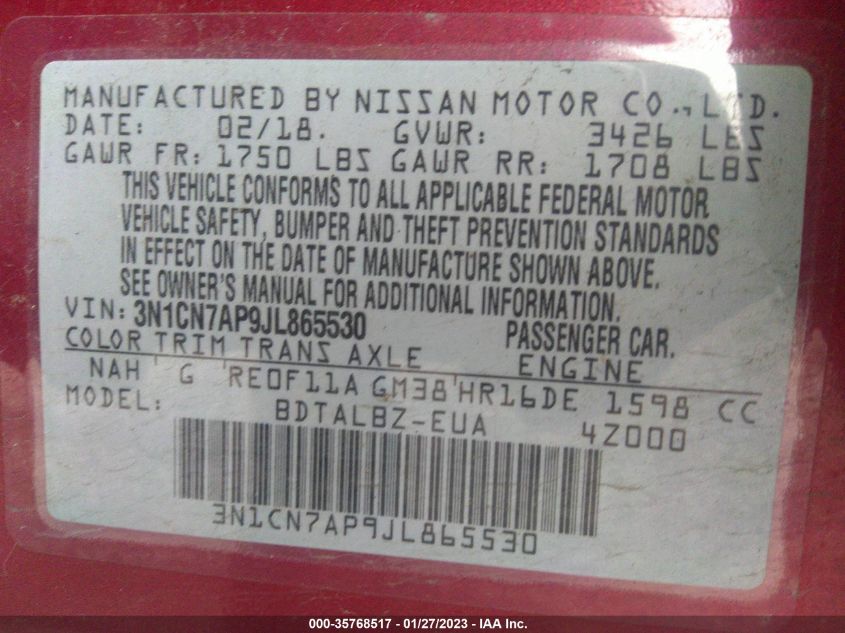 MANUFACTURED BY NISSAN MOTOR CO., LTD.
DATE: 02/18. GVWR: 3426 LBS
GAWR FR: 1750 LBS GAWR RR: 1708 LBS
THIS VEHICLE CONFORMS TO ALL APPLICABLE FEDERAL MOTOR
VEHICLE SAFETY, BUMPER AND THEFT PREVENTION STANDARDS
IN EFFECT ON THE DATE OF MANUFACTURE SHOWN ABOVE.
SEE OWNER'S MANUAL FOR ADDITIONAL INFORMATION.
VIN: 3N1CN7AP9JL865530 PASSENGER CAR.
COLOR TRIM TRANS AXLE ENGINE
NAH ' G 'RE0F11A GM38'HR16DE 1598 CC
MODEL: BDTALBZ-EUA 4Z000
3N1CN7AP9JL865530
000-35768517 | 01/27/2023 - IAA Inc.